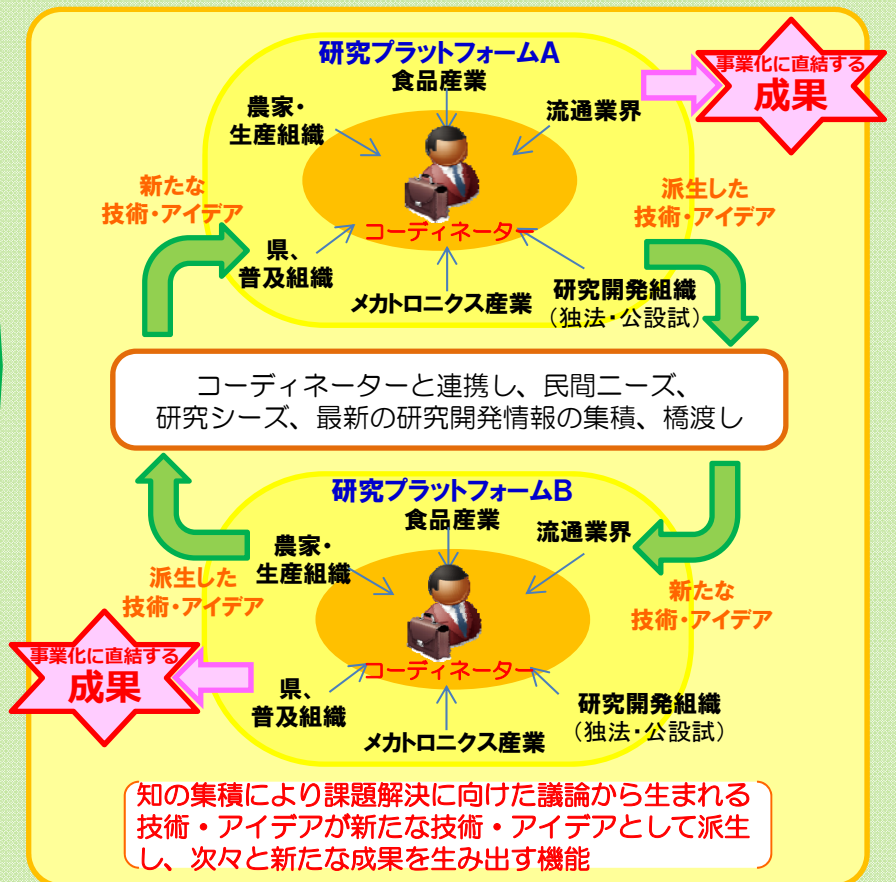 研究プラットフォームA
食品産業
農家・
生産組織
流通業界
事業化に直結する
成果
新たな
技術・アイデア
派生した
技術・アイデア
コーディネーター
県、
普及組織
メカトロニクス産業
研究開発組織
（独法・公設試）
コーディネーターと連携し、民間ニーズ、
研究シーズ、最新の研究開発情報の集積、橋渡し
研究プラットフォームB
食品産業
農家・
生産組織
流通業界
派生した
技術・アイデア
新たな
技術・アイデア
コーディネーター
事業化に直結する
成果
県、
普及組織
メカトロニクス産業
研究開発組織
（独法・公設試）
知の集積により課題解決に向けた議論から生まれる
技術・アイデアが新たな技術・アイデアとして派生
し、次々と新たな成果を生み出す機能